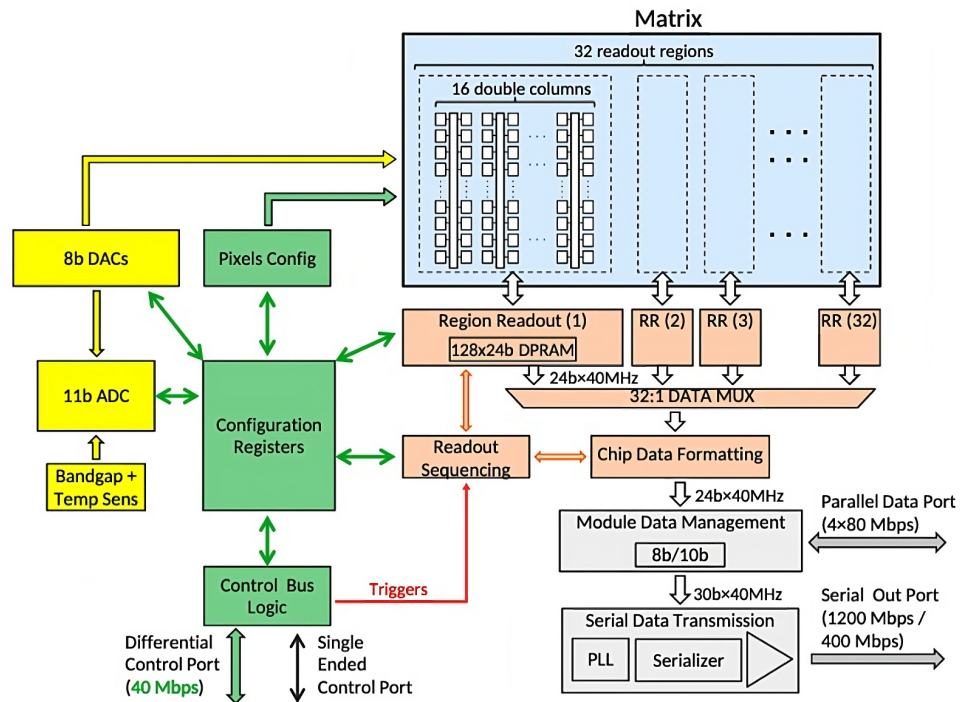 Matrix
32 readout regions
16 double columns
8b DACs
Pixels Config
Region Readout (1)
128x24b DPRAM
RR (2)
RR (3)
RR (32)
24b×40MHz
32:1 DATA MUX
11b ADC
Configuration
Registers
Readout
Sequencing
Chip Data Formatting
Bandgap +
Temp Sens
24b×40MHz
Module Data Management
8b/10b
Parallel Data Port
(4×80 Mbps)
Control Bus
Logic
Triggers
30b×40MHz
Serial Data Transmission
PLL
Serializer
Serial Out Port
(1200 Mbps /
400 Mbps)
Differential
Control Port
(40 Mbps)
Single
Ended
Control Port